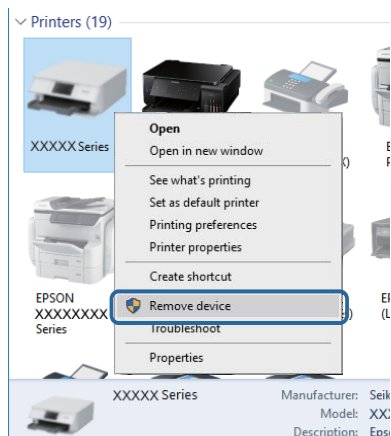 Printers (19)
XXXXX Series
Open
Open in new window
See what's printing
Set as default printer
Printing preferences
Printer properties
Create shortcut
Remove device
Troubleshoot
Properties
EPSON
XXXXXXXX
Series
XXXXX Series
Manufacturer:
Model:
Description: